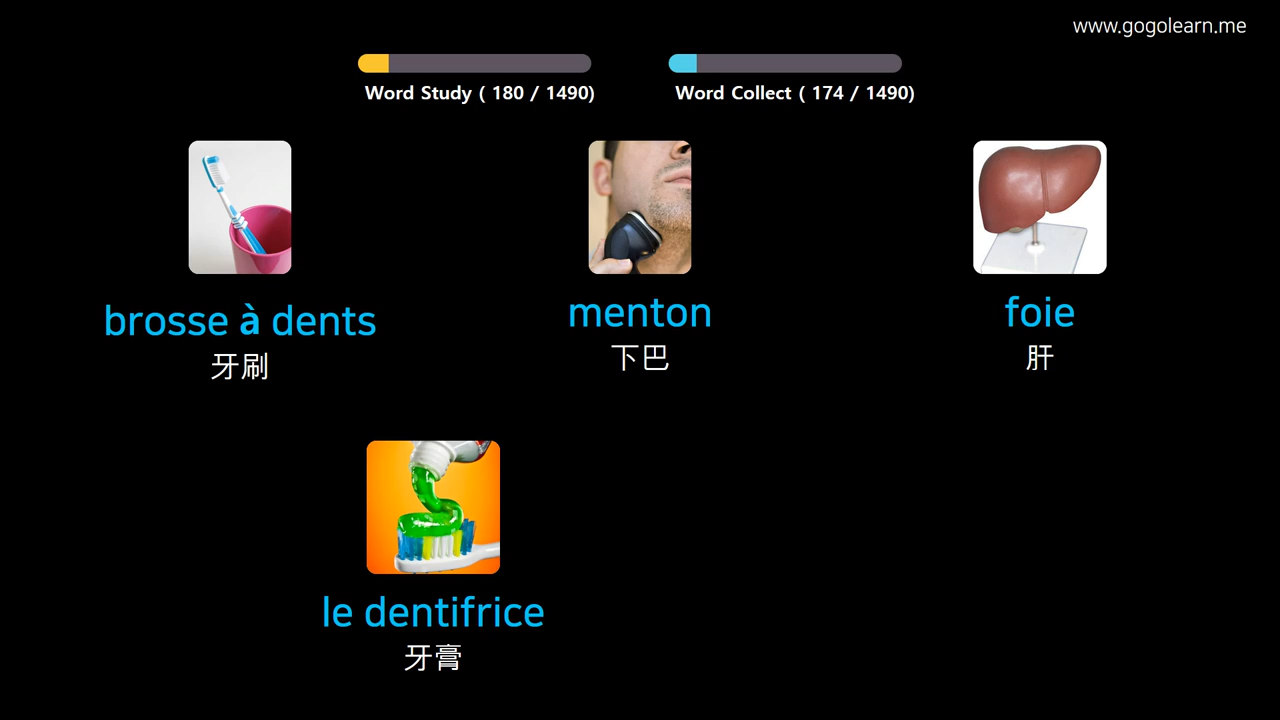 www.gogolearn.me
Word Study ( 180 / 1490)
Word Collect ( 174 / 1490)
brosse à dents
牙刷
menton
下巴
foie
肝
le dentifrice
牙膏